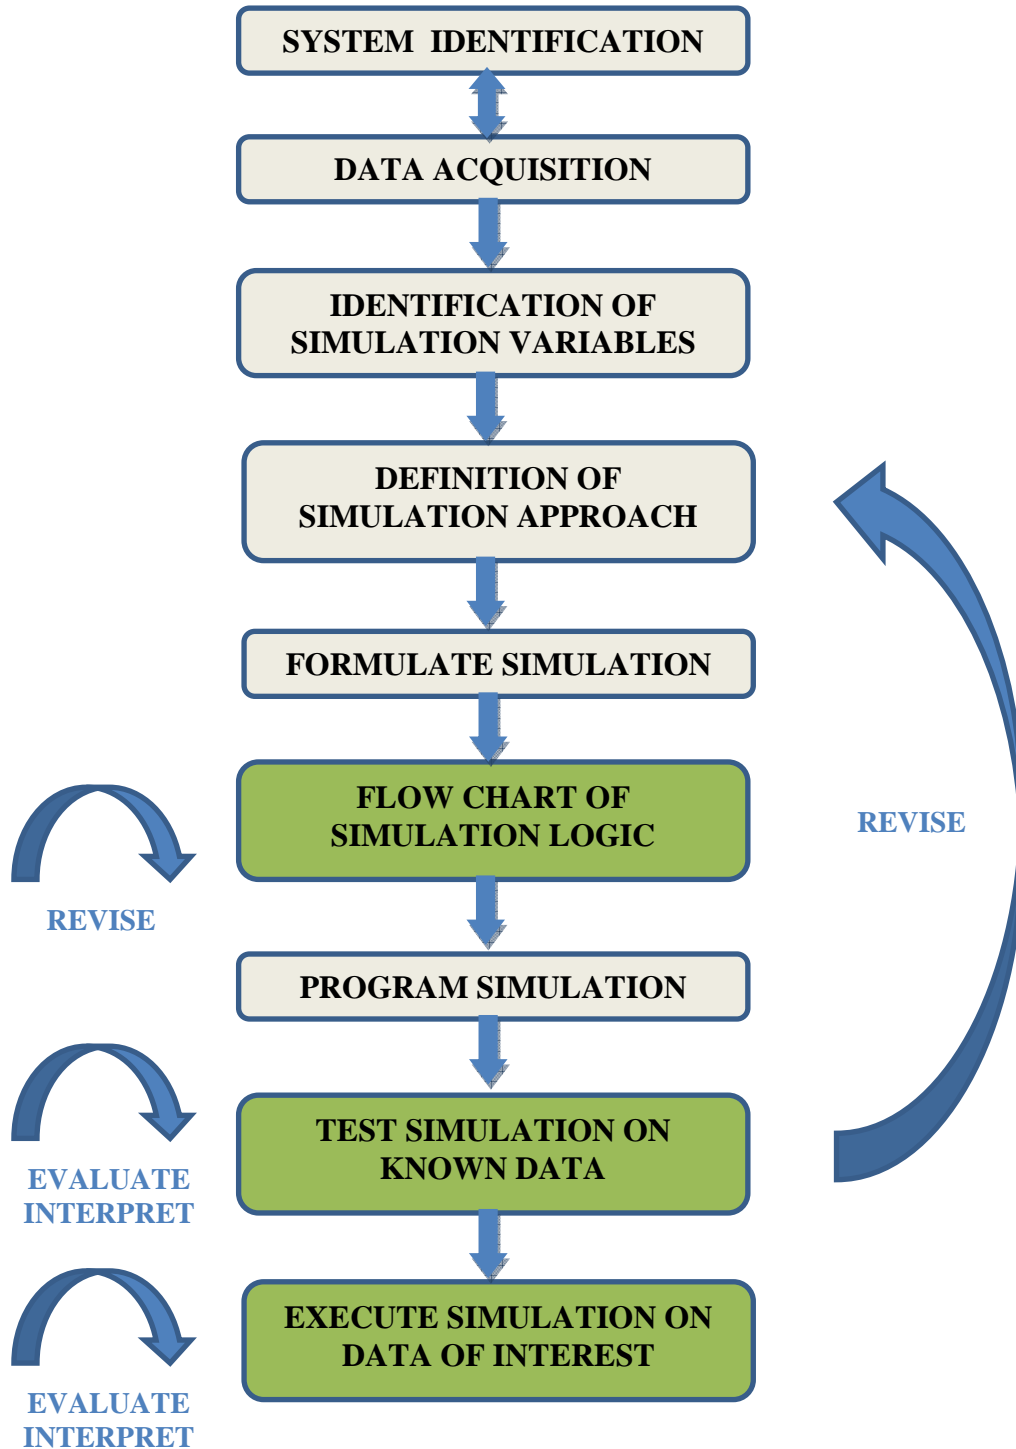 SYSTEM IDENTIFICATION
DATA ACQUISITION
IDENTIFICATION OF
SIMULATION VARIABLES
DEFINITION OF
SIMULATION APPROACH
FORMULATE SIMULATION
FLOW CHART OF
SIMULATION LOGIC
REVISE
REVISE
PROGRAM SIMULATION
TEST SIMULATION ON
KNOWN DATA
EVALUATE
INTERPRET
EXECUTE SIMULATION ON
DATA OF INTEREST
EVALUATE
INTERPRET